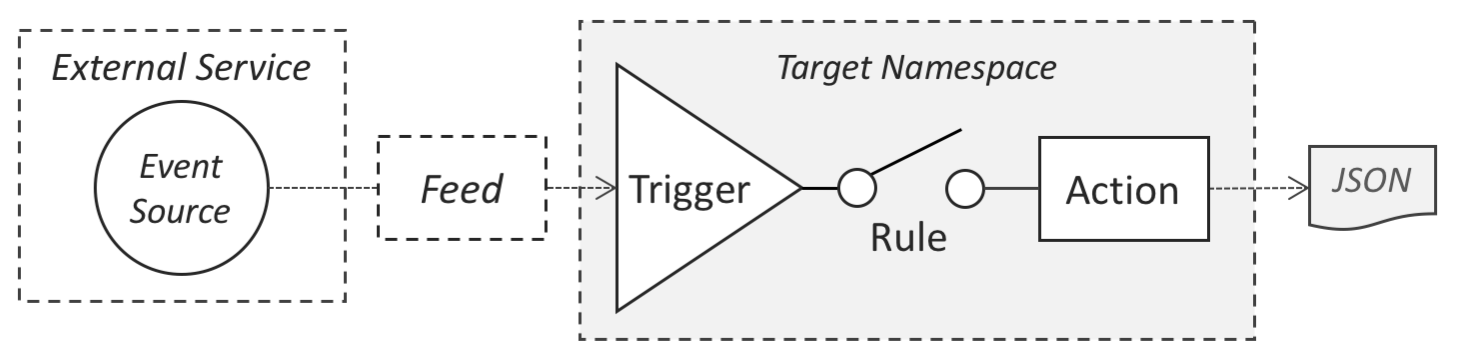 External Service
Event
Source
Feed
Target Namespace
Trigger
Rule
Action
JSON